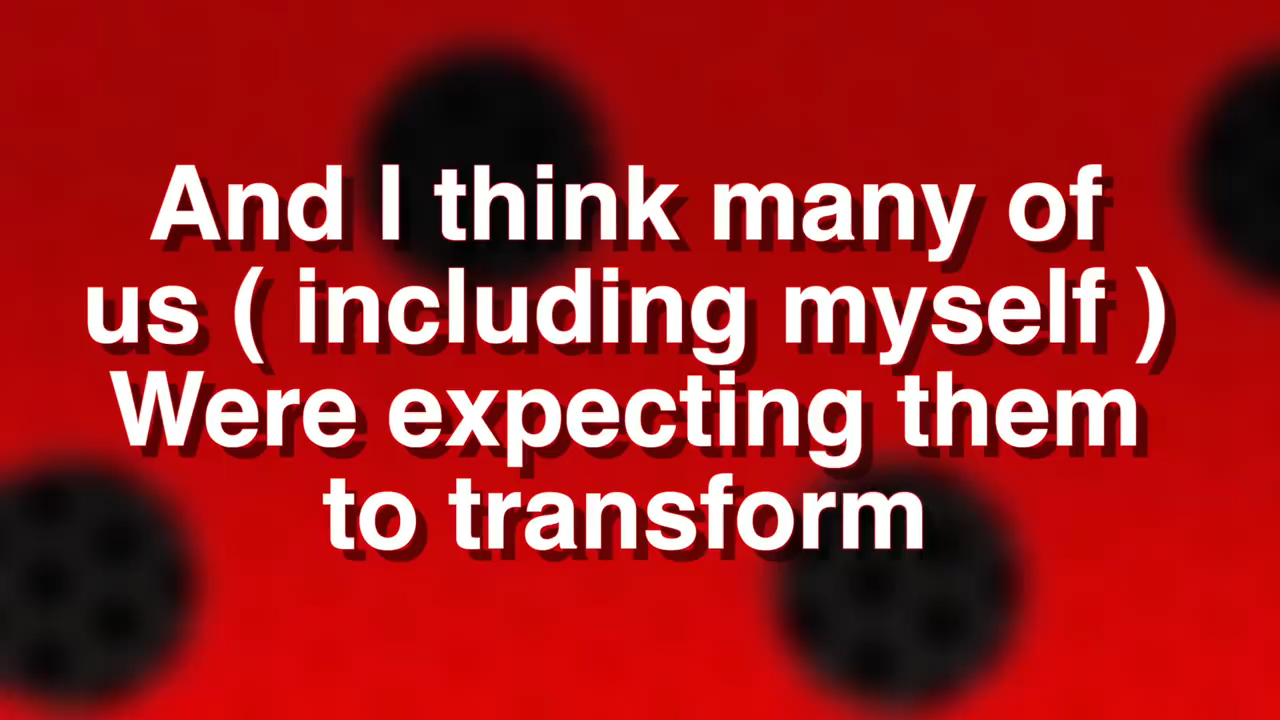 And I think many of
us ( including myself )
Were expecting them
to transform